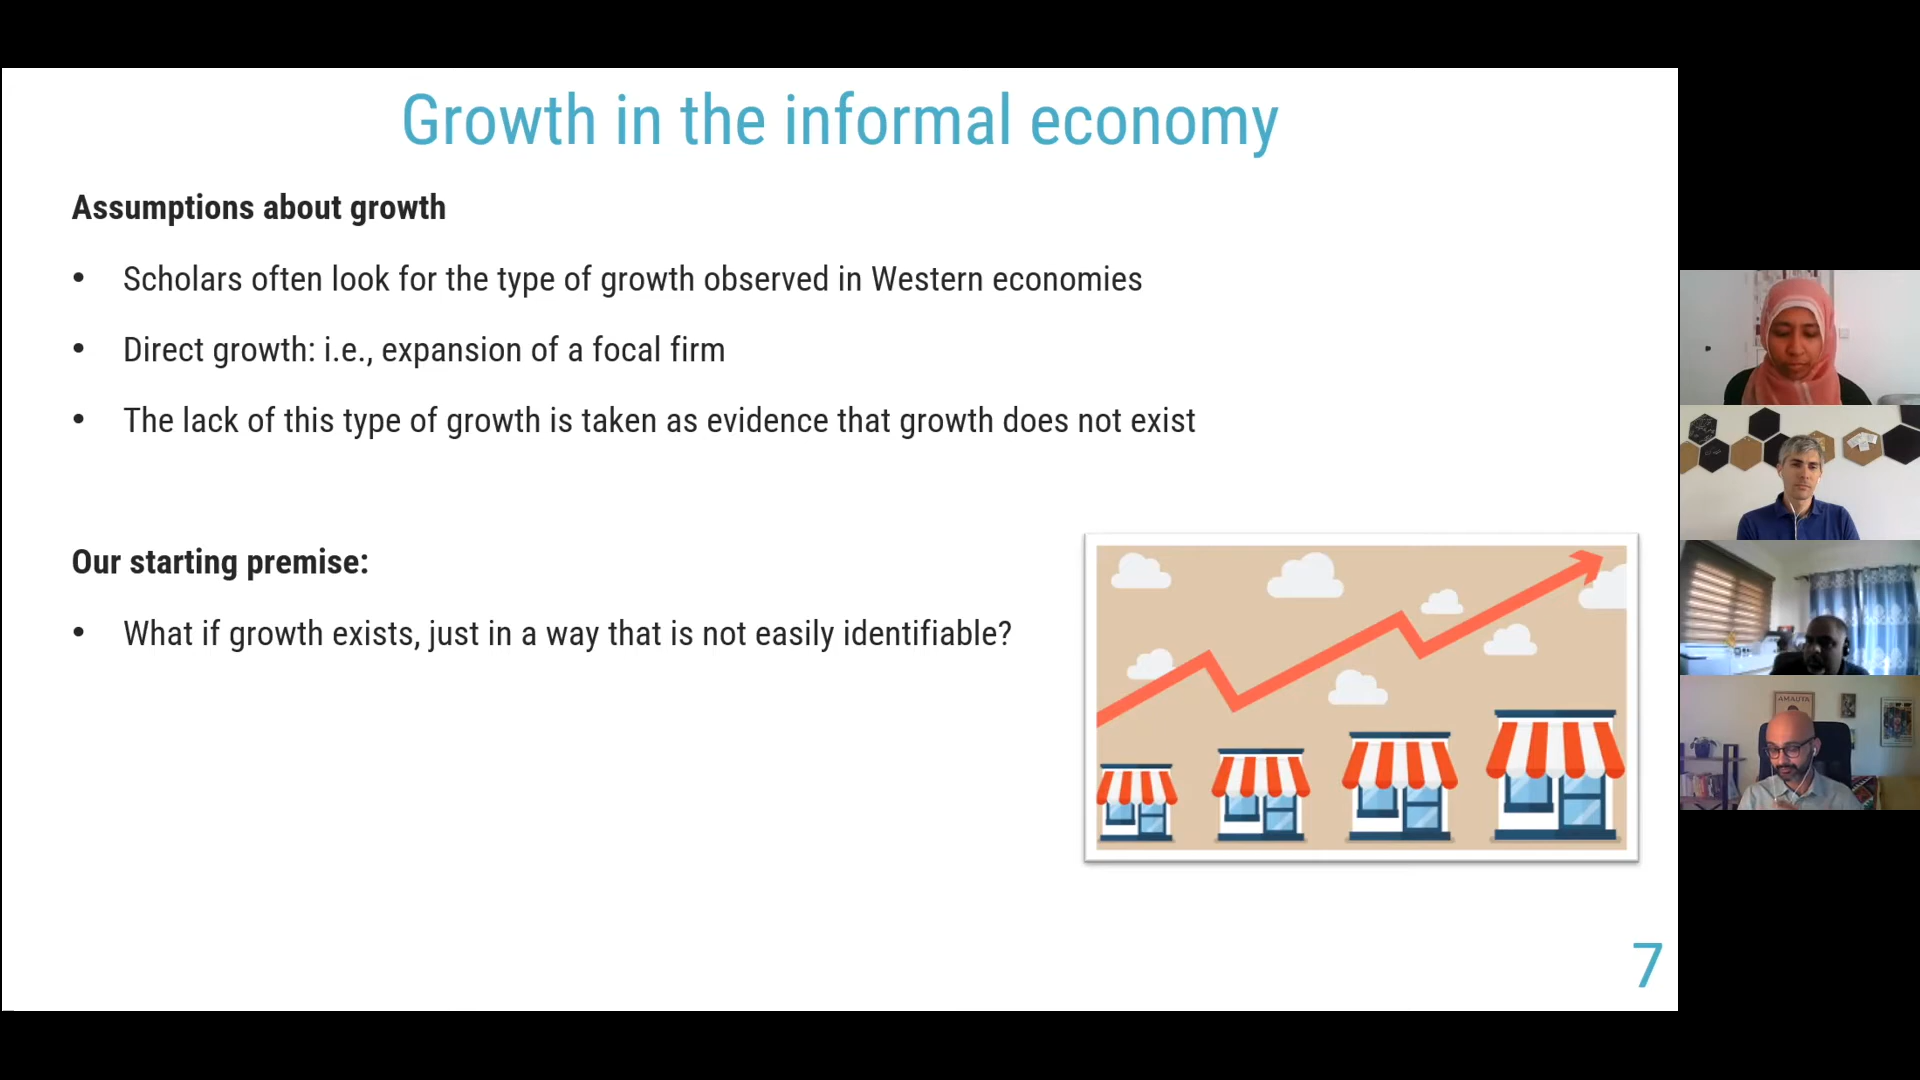 Growth in the informal economy
Assumptions about growth
• Scholars often look for the type of growth observed in Western economies
• Direct growth: i.e., expansion of a focal firm
• The lack of this type of growth is taken as evidence that growth does not exist
Our starting premise:
• What if growth exists, just in a way that is not easily identifiable?
7
AMAUTA